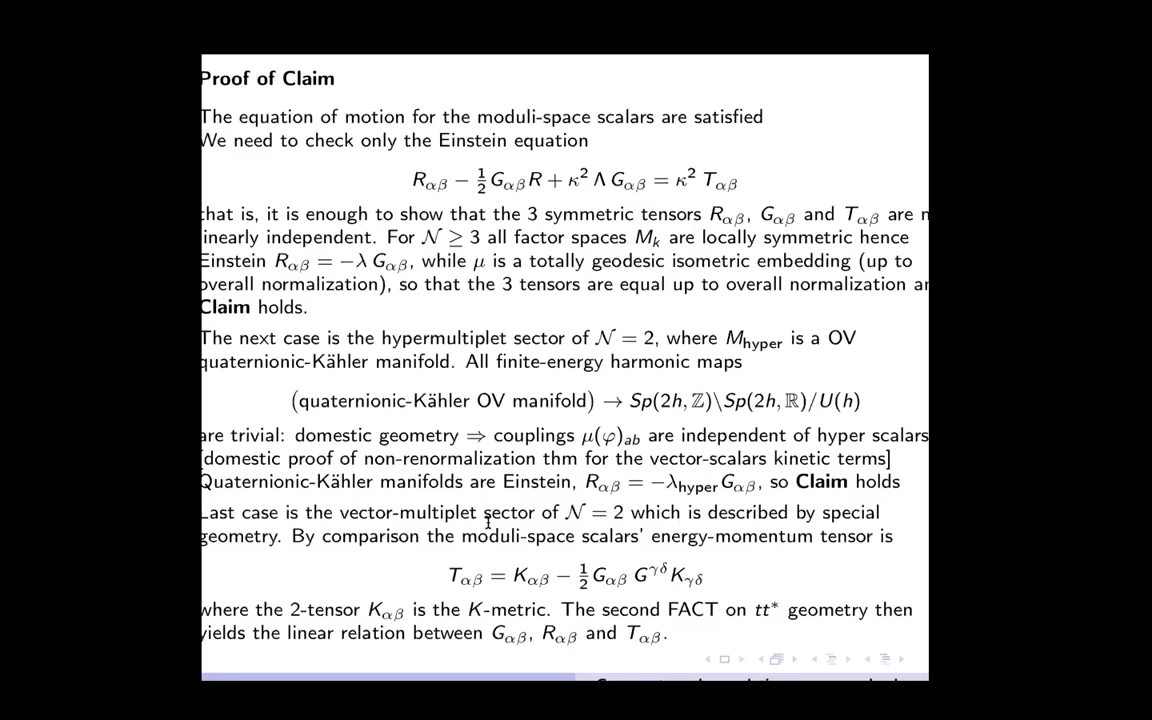 Proof of Claim
The equation of motion for the moduli-space scalars are satisfied
We need to check only the Einstein equation
R_{αβ} − ½ G_{αβ} R + κ² Λ G_{αβ} = κ² T_{αβ}
that is, it is enough to show that the 3 symmetric tensors R_{αβ}, G_{αβ} and T_{αβ} are
linearly independent. For 𝒩 ≥ 3 all factor spaces M_k are locally symmetric hence
Einstein R_{αβ} = −λ G_{αβ}, while μ is a totally geodesic isometric embedding (up to
overall normalization), so that the 3 tensors are equal up to overall normalization
Claim holds.
The next case is the hypermultiplet sector of 𝒩 = 2, where M_{hyper} is a OV
quaternionic-Kähler manifold. All finite-energy harmonic maps
(quaternionic-Kähler OV manifold) → Sp(2h, ℤ)\Sp(2h, ℝ)/U(h)
are trivial: domestic geometry ⇒ couplings μ(φ)_{ab} are independent of hyper scalars
[domestic proof of non-renormalization thm for the vector-scalars kinetic terms]
Quaternionic-Kähler manifolds are Einstein, R_{αβ} = −λ_{hyper} G_{αβ}, so Claim holds
Last case is the vector-multiplet sector of 𝒩 = 2 which is described by special
geometry. By comparison the moduli-space scalars' energy-momentum tensor is
T_{αβ} = K_{αβ} − ½ G_{αβ} G^{γδ} K_{γδ}
where the 2-tensor K_{αβ} is the K-metric. The second FACT on tt* geometry then
yields the linear relation between G_{αβ}, R_{αβ} and T_{αβ}.